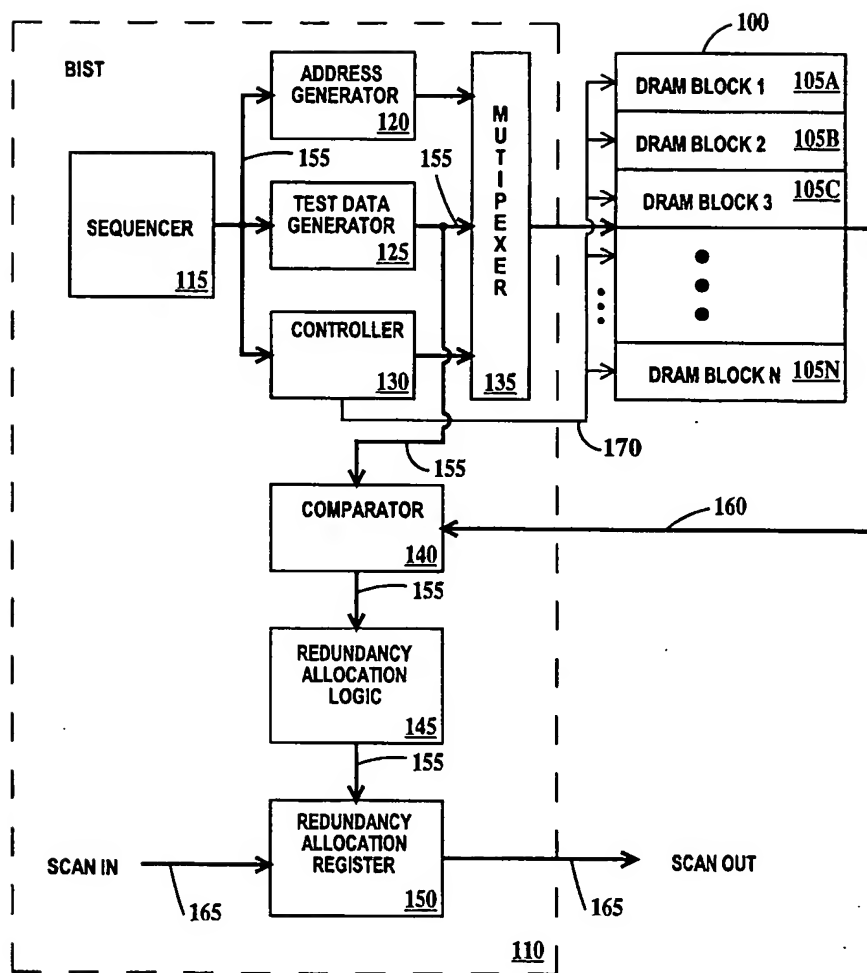 100
BIST
ADDRESS
GENERATOR
120
155
SEQUENCER
115
TEST DATA
GENERATOR
125
155
CONTROLLER
130
MUTIPEXER
135
DRAM BLOCK 1 105A
DRAM BLOCK 2 105B
DRAM BLOCK 3 105C
DRAM BLOCK N 105N
170
155
COMPARATOR
140
160
155
REDUNDANCY
ALLOCATION
LOGIC
145
155
REDUNDANCY
ALLOCATION
REGISTER
150
SCAN IN
165
165
SCAN OUT
110